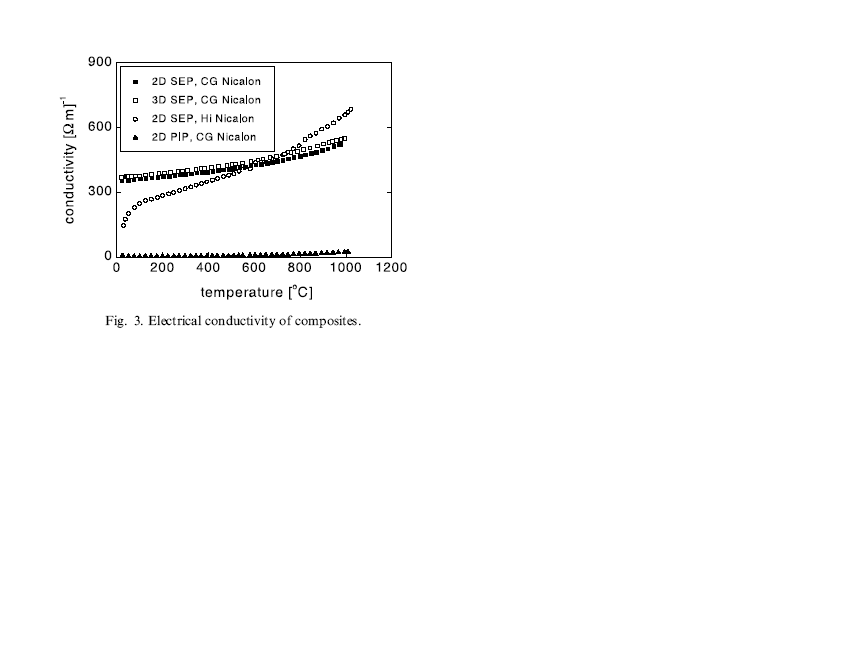 900
600
300
0
conductivity [Ωm]⁻¹
2D SEP, CG Nicalon
3D SEP, CG Nicalon
2D SEP, Hi Nicalon
2D PIP, CG Nicalon
0 200 400 600 800 1000 1200
temperature [°C]
Fig. 3. Electrical conductivity of composites.